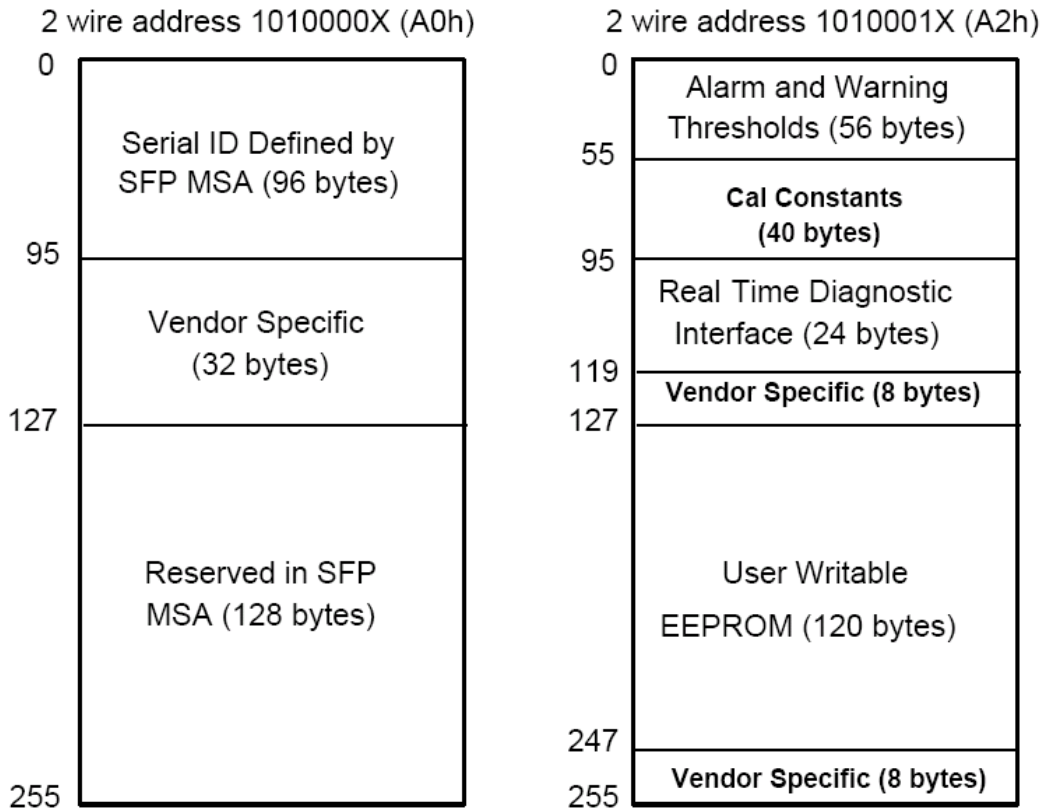 2 wire address 1010000X (A0h)
0
Serial ID Defined by
SFP MSA (96 bytes)
95
Vendor Specific
(32 bytes)
127
Reserved in SFP
MSA (128 bytes)
255
2 wire address 1010001X (A2h)
0
Alarm and Warning
Thresholds (56 bytes)
55
Cal Constants
(40 bytes)
95
Real Time Diagnostic
Interface (24 bytes)
119
Vendor Specific (8 bytes)
127
User Writable
EEPROM (120 bytes)
247
Vendor Specific (8 bytes)
255